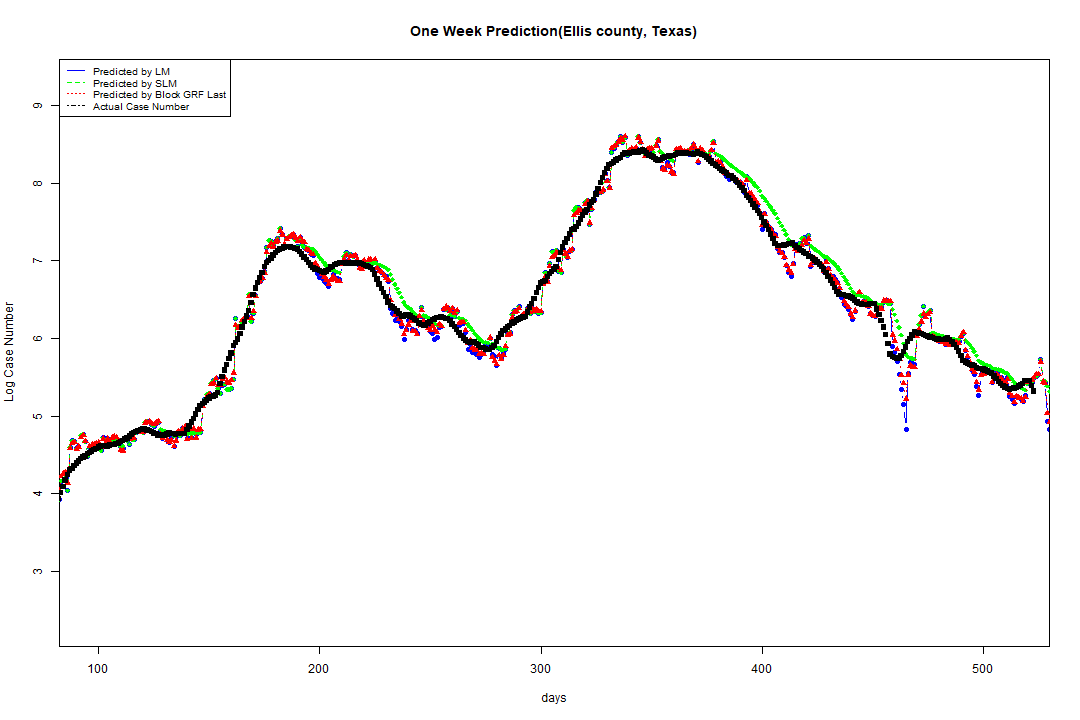 One Week Prediction(Ellis county, Texas)
Predicted by LM
Predicted by SLM
Predicted by Block GRF Last
Actual Case Number
9
8
7
6
5
4
3
Log Case Number
100 200 300 400 500
days